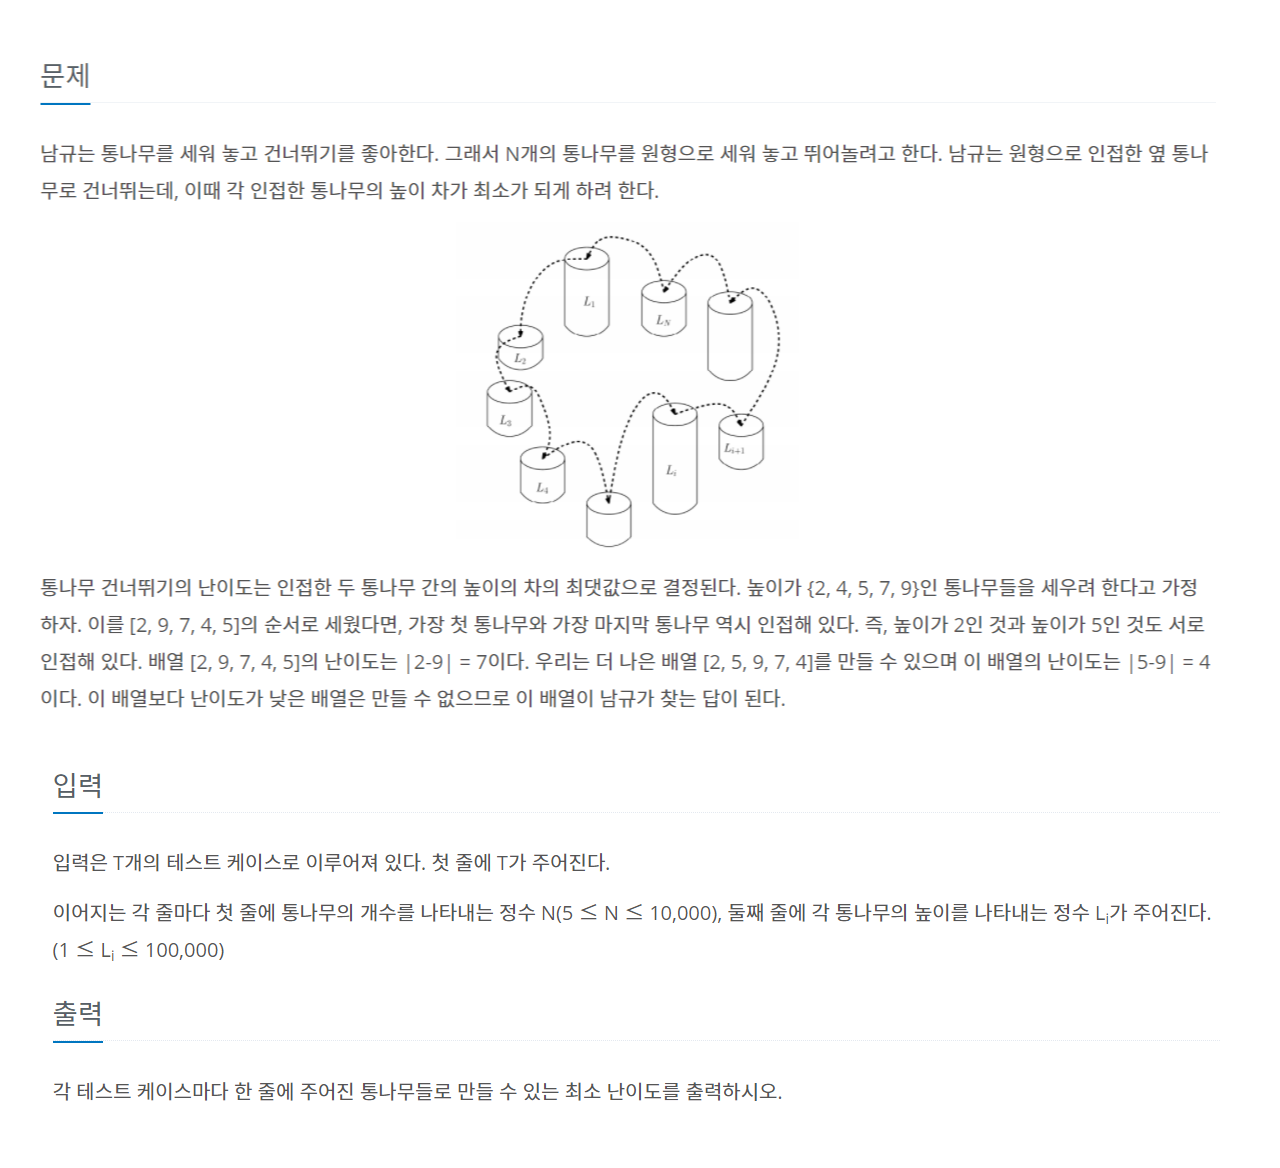 문제
남규는 통나무를 세워 놓고 건너뛰기를 좋아한다. 그래서 N개의 통나무를 원형으로 세워 놓고 뛰어놀려고 한다. 남규는 원형으로 인접한 옆 통나
무로 건너뛰는데, 이때 각 인접한 통나무의 높이 차가 최소가 되게 하려 한다.
L₁
L_N
L₂
L₃
L₄
L_i
L_{i+1}
통나무 건너뛰기의 난이도는 인접한 두 통나무 간의 높이의 차의 최댓값으로 결정된다. 높이가 {2, 4, 5, 7, 9}인 통나무들을 세우려 한다고 가정
하자. 이를 [2, 9, 7, 4, 5]의 순서로 세웠다면, 가장 첫 통나무와 가장 마지막 통나무 역시 인접해 있다. 즉, 높이가 2인 것과 높이가 5인 것도 서로
인접해 있다. 배열 [2, 9, 7, 4, 5]의 난이도는 |2-9| = 7이다. 우리는 더 나은 배열 [2, 5, 9, 7, 4]를 만들 수 있으며 이 배열의 난이도는 |5-9| = 4
이다. 이 배열보다 난이도가 낮은 배열은 만들 수 없으므로 이 배열이 남규가 찾는 답이 된다.
입력
입력은 T개의 테스트 케이스로 이루어져 있다. 첫 줄에 T가 주어진다.
이어지는 각 줄마다 첫 줄에 통나무의 개수를 나타내는 정수 N(5 ≤ N ≤ 10,000), 둘째 줄에 각 통나무의 높이를 나타내는 정수 L_i가 주어진다.
(1 ≤ L_i ≤ 100,000)
출력
각 테스트 케이스마다 한 줄에 주어진 통나무들로 만들 수 있는 최소 난이도를 출력하시오.